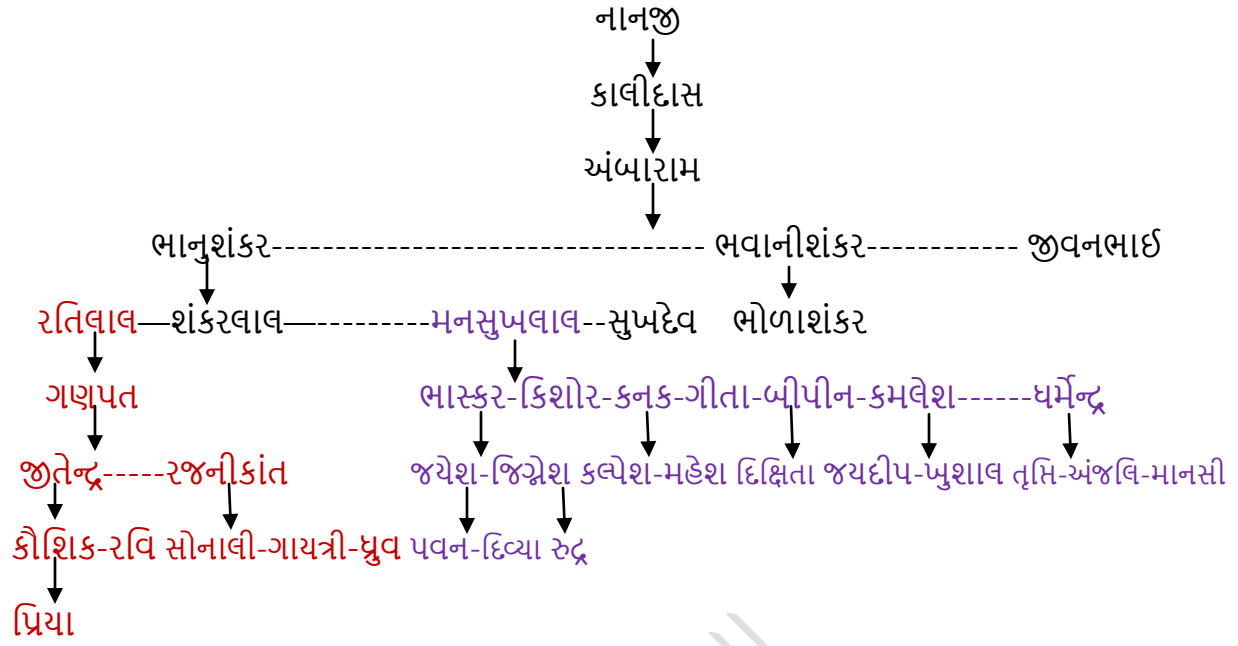 નાનજી
કાલીદાસ
અંબારામ
ભાનુશંકર---------------------------------- ભવાનીશંકર------------ જીવનભાઈ
રતિલાલ—શંકરલાલ—---------મનસુખલાલ--સુખદેવ ભોળાશંકર
ગણપત ભાસ્કર-કિશોર-કનક-ગીતા-બીપીન-કમલેશ------ધર્મેન્દ્ર
જીતેન્દ્ર-----રજનીકાંત જયેશ-જિગ્નેશ કલ્પેશ-મહેશ દિક્ષિતા જયદીપ-ખુશાલ તૃપ્તિ-અંજલિ-માનસી
કૌશિક-રવિ સોનાલી-ગાયત્રી-ધ્રુવ પવન-દિવ્યા રુદ્ર
પ્રિયા